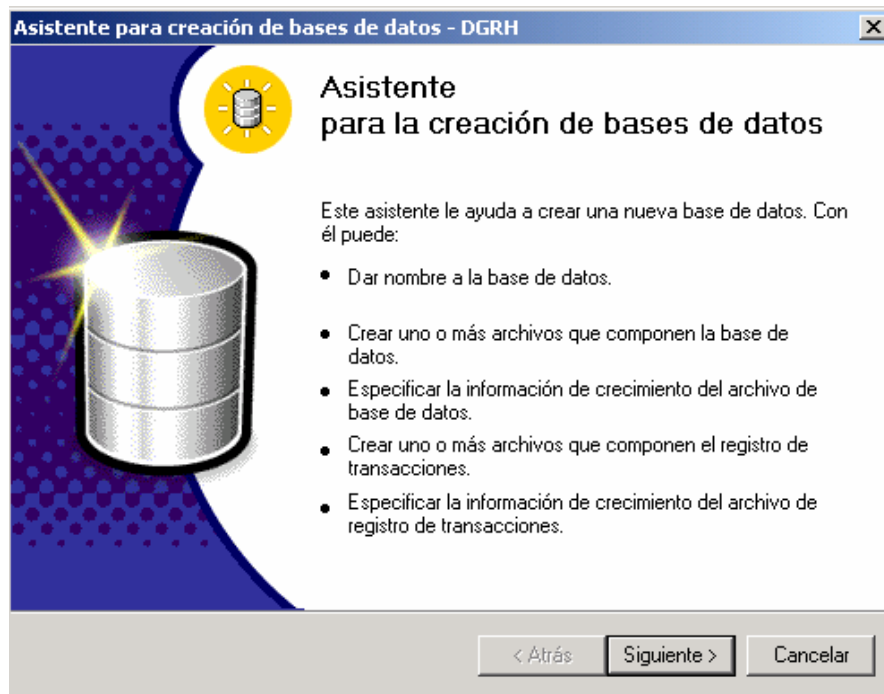 Asistente para creación de bases de datos - DGRH
Asistente
para la creación de bases de datos
Este asistente le ayuda a crear una nueva base de datos. Con
él puede:
• Dar nombre a la base de datos.
• Crear uno o más archivos que componen la base de
datos.
• Especificar la información de crecimiento del archivo de
base de datos.
• Crear uno o más archivos que componen el registro de
transacciones.
• Especificar la información de crecimiento del archivo de
registro de transacciones.
< Atrás Siguiente > Cancelar